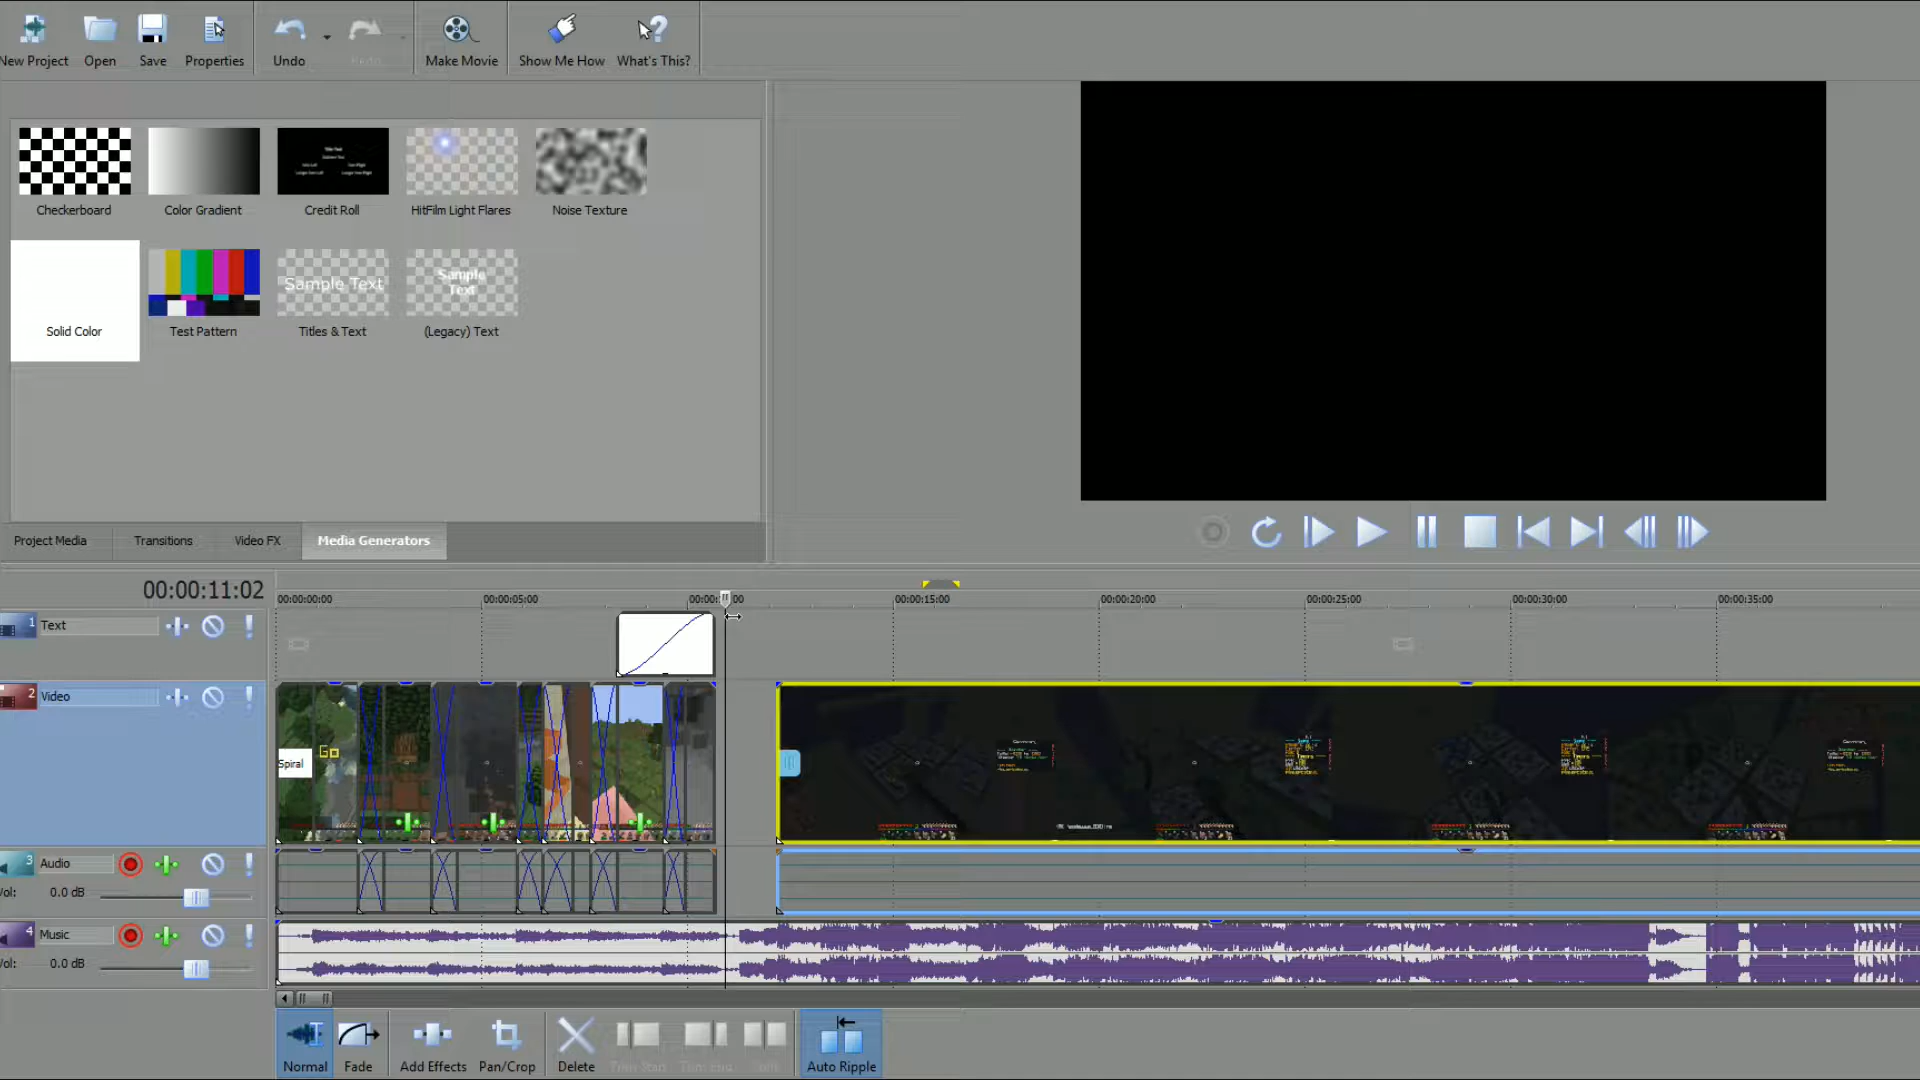 New Project
Open
Save
Properties
Undo
Redo
Make Movie
Show Me How
What's This?
Checkerboard
Color Gradient
Credit Roll
HitFilm Light Flares
Noise Texture
Solid Color
Test Pattern
Sample Text
Titles & Text
Sample
Text
(Legacy) Text
Project Media
Transitions
Video FX
Media Generators
00:00:11:02
00:00:00:00
00:00:05:00
00:00:15:00
00:00:20:00
00:00:25:00
00:00:30:00
00:00:35:00
1
Text
2
Video
Spiral
Go
3
Audio
Vol:
0.0 dB
4
Music
Vol:
0.0 dB
Normal
Fade
Add Effects
Pan/Crop
Delete
Trim Start
Trim End
Split
Auto Ripple